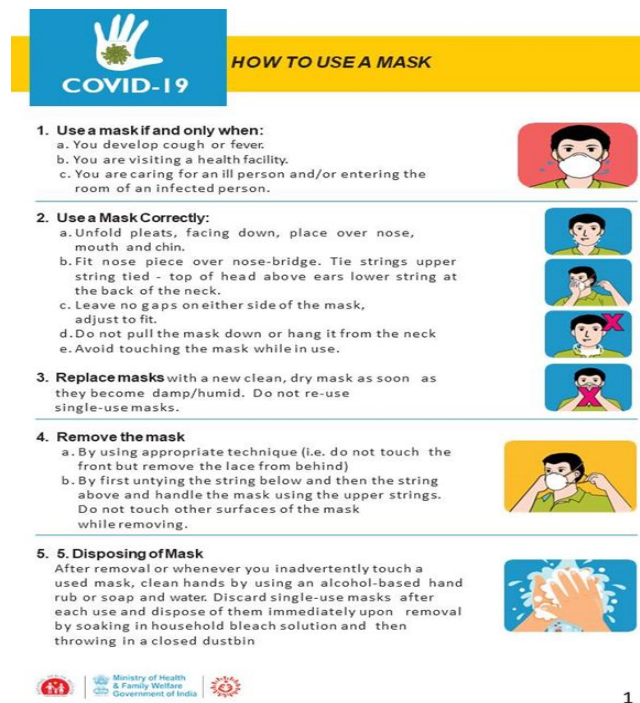 COVID-19
HOW TO USE A MASK
1. Use a mask if and only when:
a. You develop cough or fever.
b. You are visiting a health facility.
c. You are caring for an ill person and/or entering the
room of an infected person.
2. Use a Mask Correctly:
a. Unfold pleats, facing down, place over nose,
mouth and chin.
b. Fit nose piece over nose-bridge. Tie strings upper
string tied - top of head above ears lower string at
the back of the neck.
c. Leave no gaps on either side of the mask,
adjust to fit.
d. Do not pull the mask down or hang it from the neck
e. Avoid touching the mask while in use.
3. Replace masks with a new clean, dry mask as soon as
they become damp/humid. Do not re-use
single-use masks.
4. Remove the mask
a. By using appropriate technique (i.e. do not touch the
front but remove the lace from behind)
b. By first untying the string below and then the string
above and handle the mask using the upper strings.
Do not touch other surfaces of the mask
while removing.
5. 5. Disposing of Mask
After removal or whenever you inadvertently touch a
used mask, clean hands by using an alcohol-based hand
rub or soap and water. Discard single-use masks after
each use and dispose of them immediately upon removal
by soaking in household bleach solution and then
throwing in a closed dustbin
Ministry of Health
& Family Welfare
Government of India
1